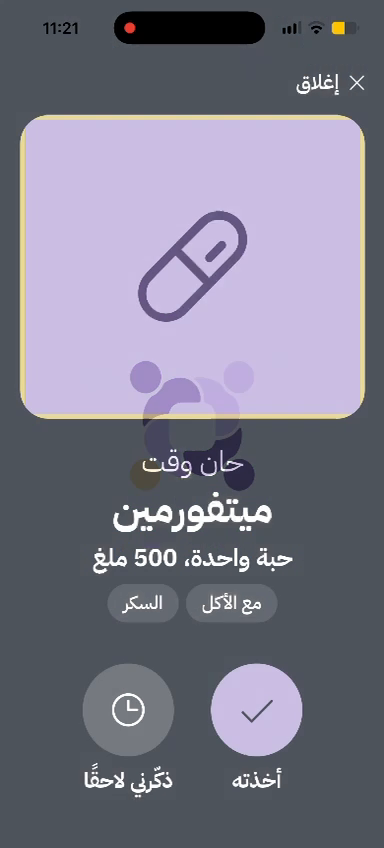 11:21
إغلاق
حان وقت
ميتفورمين
حبة واحدة، 500 ملغ
مع الأكل
السكر
أخذته
ذكّرني لاحقًا